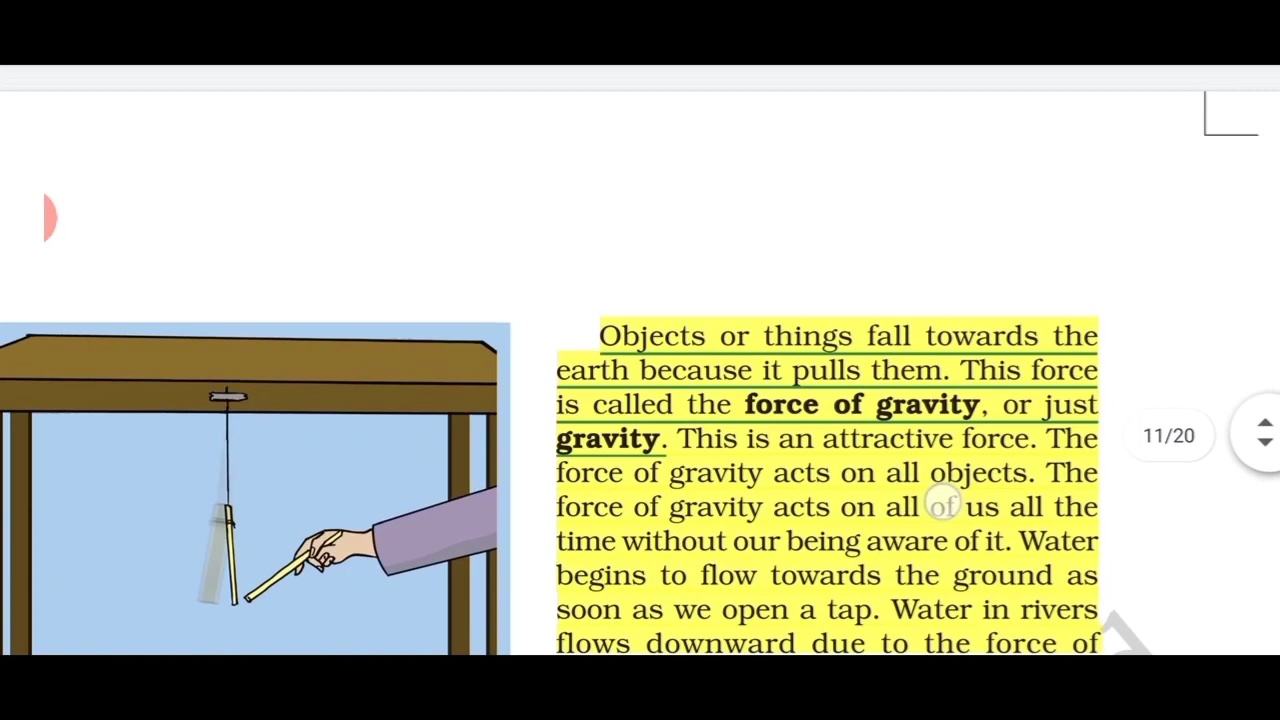 Objects or things fall towards the
earth because it pulls them. This force
is called the force of gravity, or just
gravity. This is an attractive force. The
force of gravity acts on all objects. The
force of gravity acts on all of us all the
time without our being aware of it. Water
begins to flow towards the ground as
soon as we open a tap. Water in rivers
flows downward due to the force of
11/20